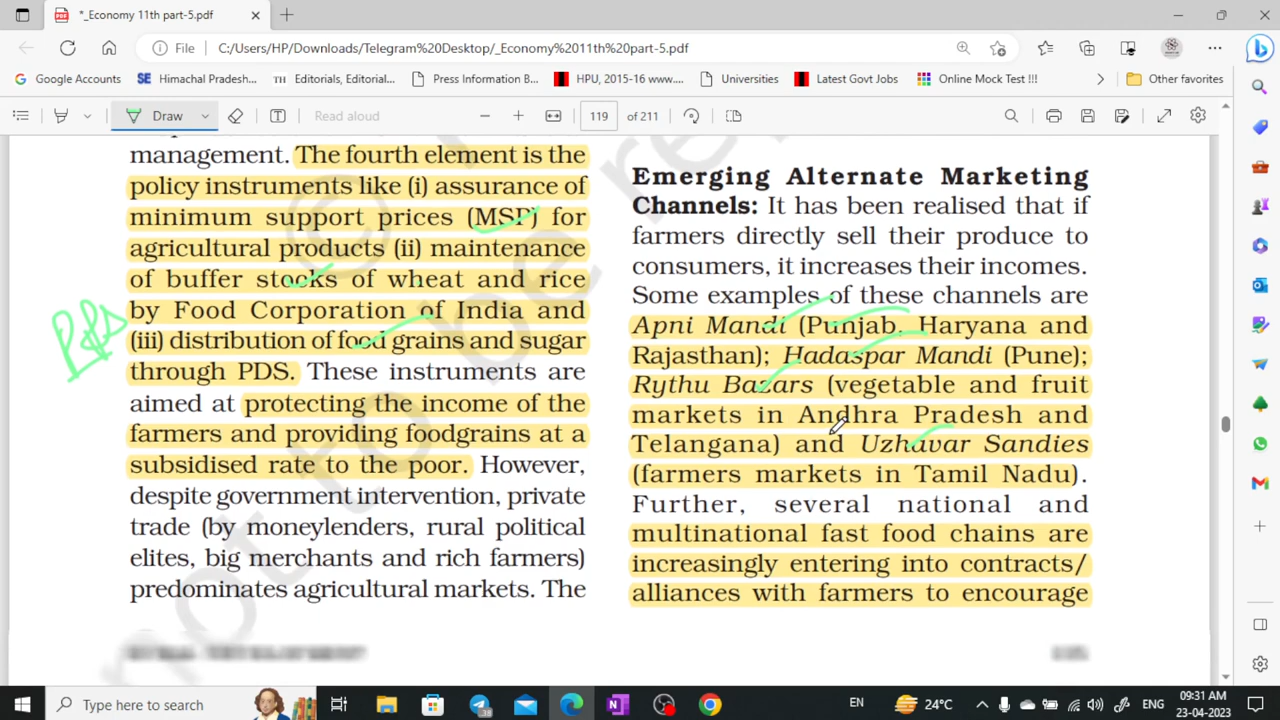 *_Economy 11th part-5.pdf
File C:/Users/HP/Downloads/Telegram%20Desktop/_Economy%2011th%20part-5.pdf
Google Accounts SE Himachal Pradesh... TH Editorials, Editorial... Press Information B... HPU, 2015-16 www.... Universities Latest Govt Jobs Online Mock Test !!! Other favorites
Draw Read aloud 119 of 211
management. The fourth element is the
policy instruments like (i) assurance of
minimum support prices (MSP) for
agricultural products (ii) maintenance
of buffer stocks of wheat and rice
by Food Corporation of India and
(iii) distribution of food grains and sugar
through PDS. These instruments are
aimed at protecting the income of the
farmers and providing foodgrains at a
subsidised rate to the poor. However,
despite government intervention, private
trade (by moneylenders, rural political
elites, big merchants and rich farmers)
predominates agricultural markets. The
Emerging Alternate Marketing
Channels: It has been realised that if
farmers directly sell their produce to
consumers, it increases their incomes.
Some examples of these channels are
Apni Mandi (Punjab, Haryana and
Rajasthan); Hadaspar Mandi (Pune);
Rythu Bazars (vegetable and fruit
markets in Andhra Pradesh and
Telangana) and Uzhavar Sandies
(farmers markets in Tamil Nadu).
Further, several national and
multinational fast food chains are
increasingly entering into contracts/
alliances with farmers to encourage
Type here to search EN 24°C ENG 09:31 AM
23-04-2023